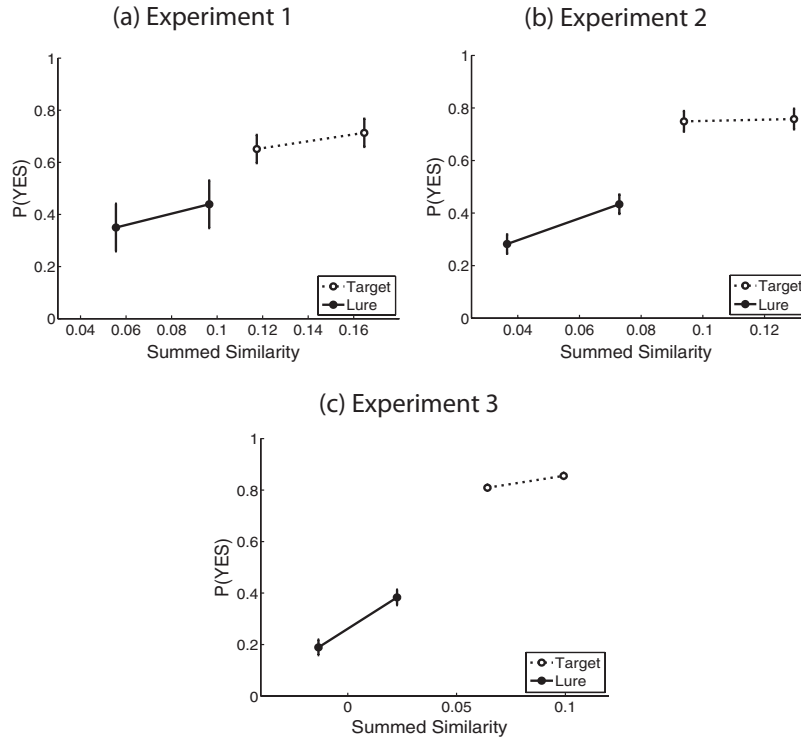 (a) Experiment 1
1
0.8
0.6
0.4
0.2
0
P(YES)
0.04 0.06 0.08 0.1 0.12 0.14 0.16
Summed Similarity
Target
Lure
(b) Experiment 2
1
0.8
0.6
0.4
0.2
0
P(YES)
0.04 0.06 0.08 0.1 0.120
Summed Similarity
Target
Lure
(c) Experiment 3
1
0.8
0.6
0.4
0.2
0
P(YES)
0 0.05 0.1
Summed Similarity
Target
Lure